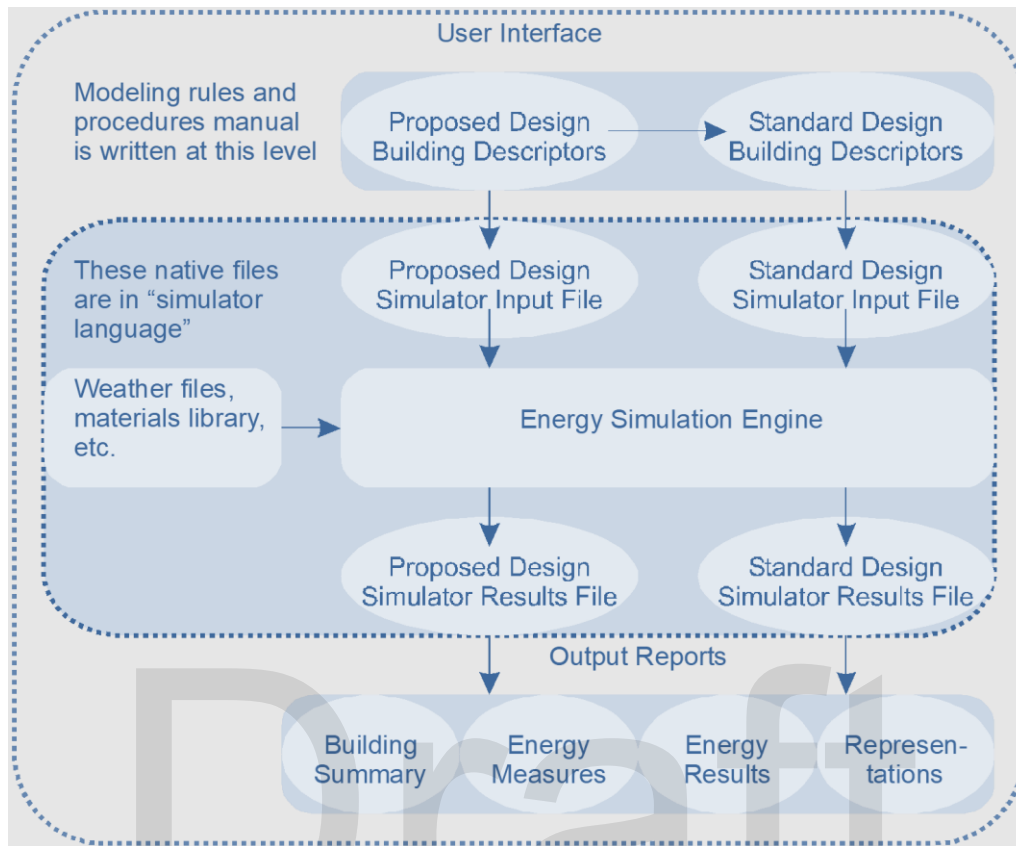 User Interface
Modeling rules and
procedures manual
is written at this level
Proposed Design
Building Descriptors
Standard Design
Building Descriptors
These native files
are in “simulator
language”
Proposed Design
Simulator Input File
Standard Design
Simulator Input File
Weather files,
materials library,
etc.
Energy Simulation Engine
Proposed Design
Simulator Results File
Standard Design
Simulator Results File
Output Reports
Building
Summary
Energy
Measures
Energy
Results
Represen-
tations
Draft